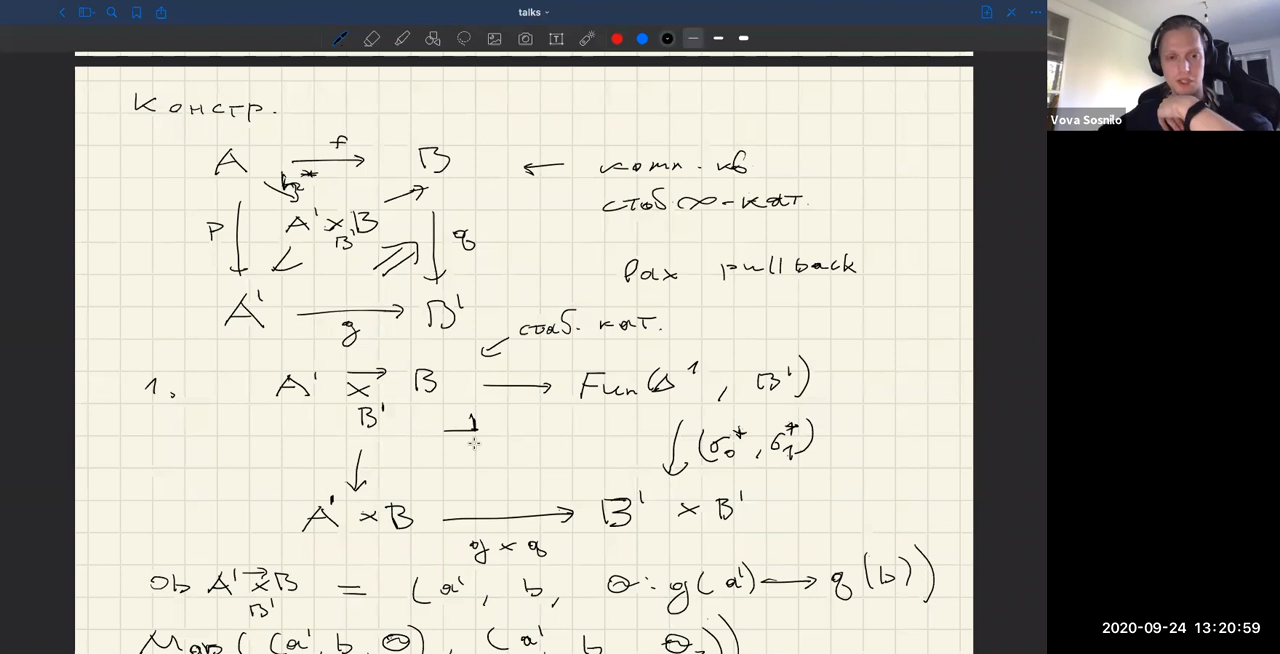 talks
Vova Sosnilo
Констр.
A f B ← комм. кв
стаб. ∞-кат.
A' × B
B'
p q
lax pullback
A' g B'
стаб. кат.
1. A' × B → Fun(Δ¹, B')
B'
(σ₀*, σ₁*)
A' × B → B' × B'
g × q
Ob A' × B = (a', b, Θ: g(a') → q(b))
B'
2020-09-24 13:20:59